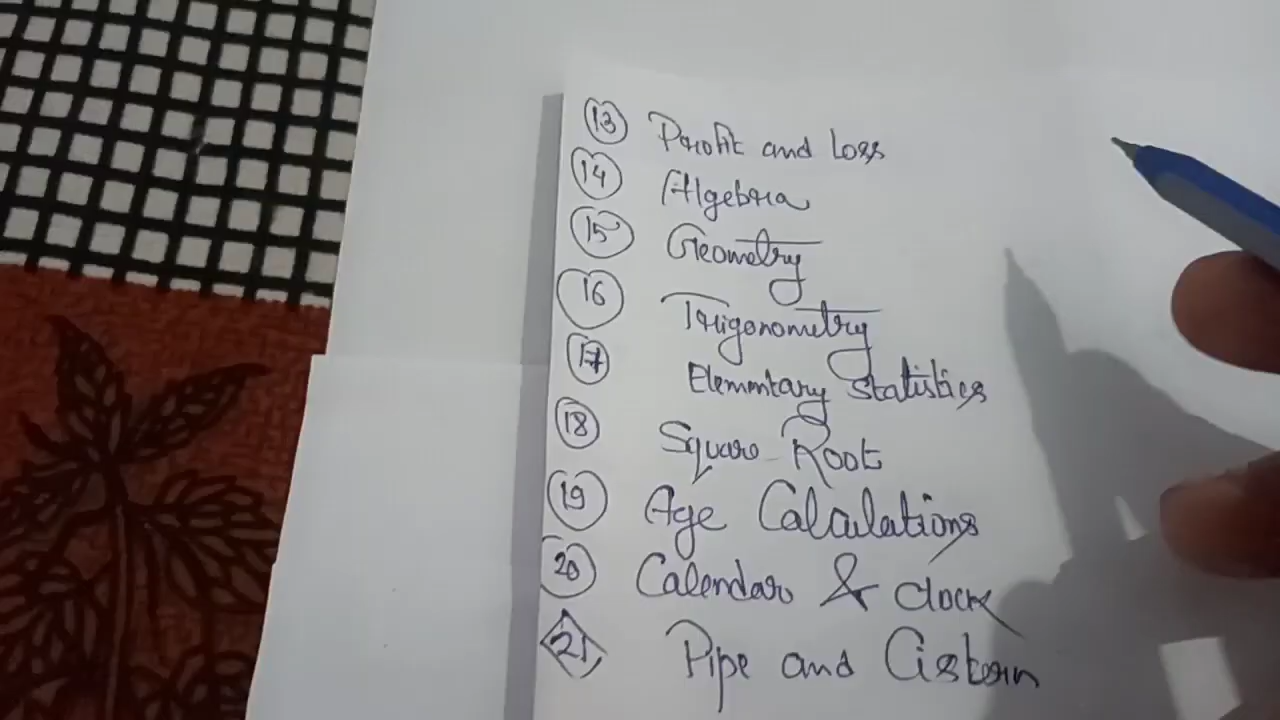 13 Profit and Loss
14 Algebra
15 Geometry
16 Trigonometry
17 Elemntary Statistics
18 Square Root
19 Age Calculations
20 Calendar & clock
21 Pipe and Cistern